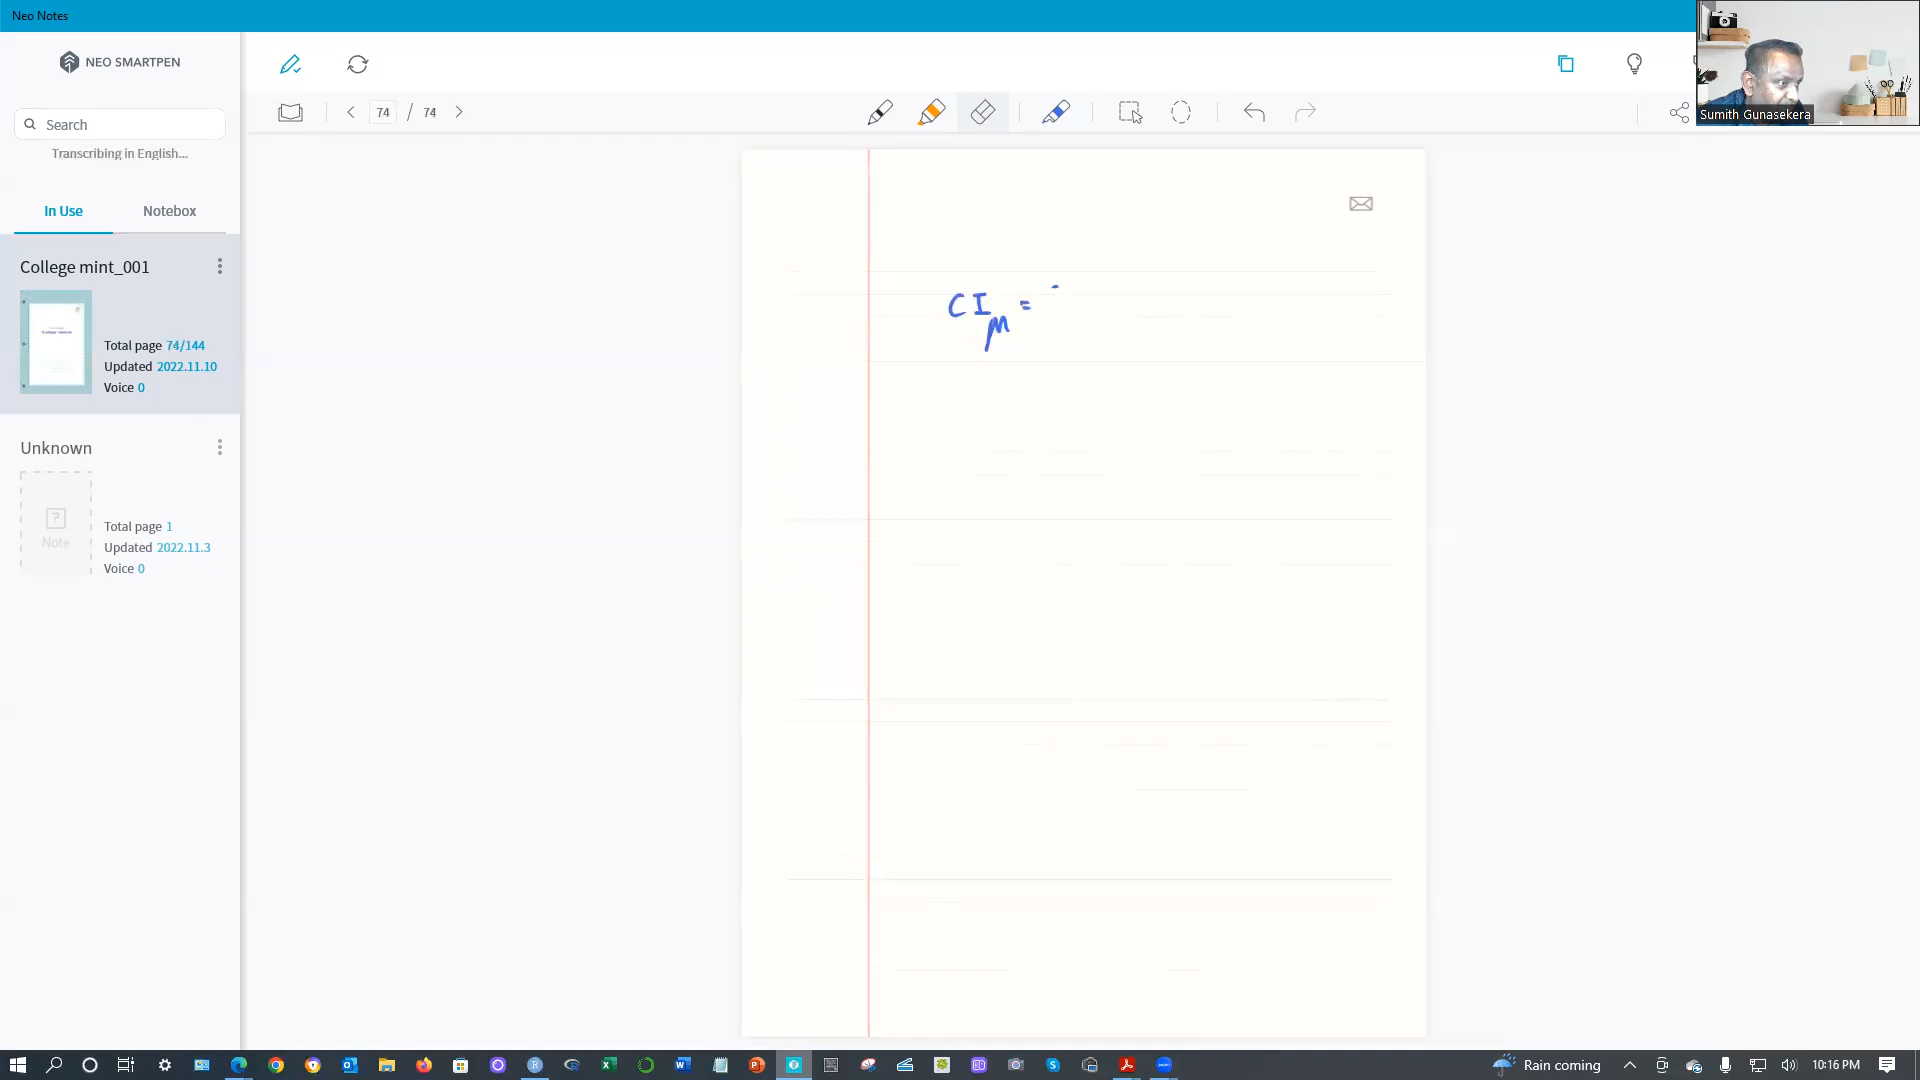 Neo Notes
NEO SMARTPEN
Search
Transcribing in English...
In Use
Notebox
College mint_001
Total page 74/144
Updated 2022.11.10
Voice 0
Unknown
?
Note
Total page 1
Updated 2022.11.3
Voice 0
74 / 74
Sumith Gunasekera
CI μ =
Rain coming
10:16 PM